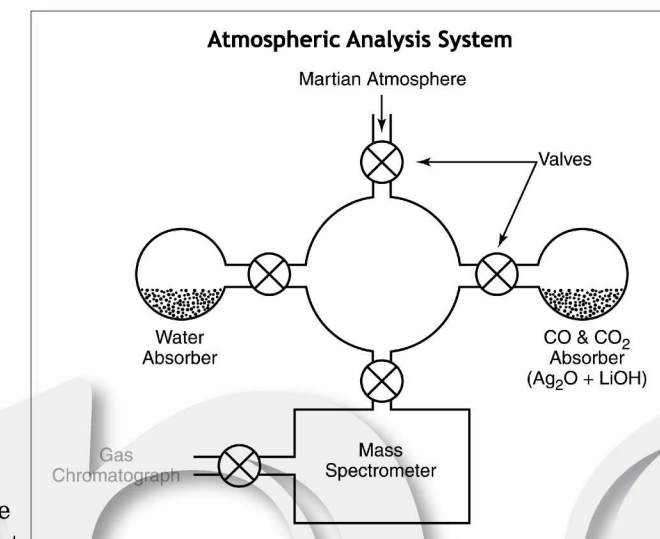 Atmospheric Analysis System
Martian Atmosphere
Valves
Water
Absorber
CO & CO₂
Absorber
(Ag₂O + LiOH)
Mass
Spectrometer
Gas
Chromatograph